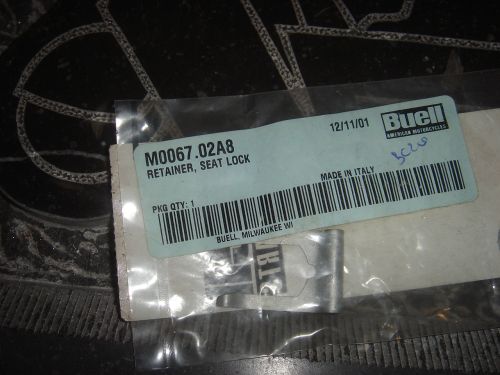 M0067.02A8
RETAINER, SEAT LOCK
12/11/01
Buell
AMERICAN MOTORCYCLES
MADE IN ITALY
PKG QTY: 1
BUELL, MILWAUKEE WI